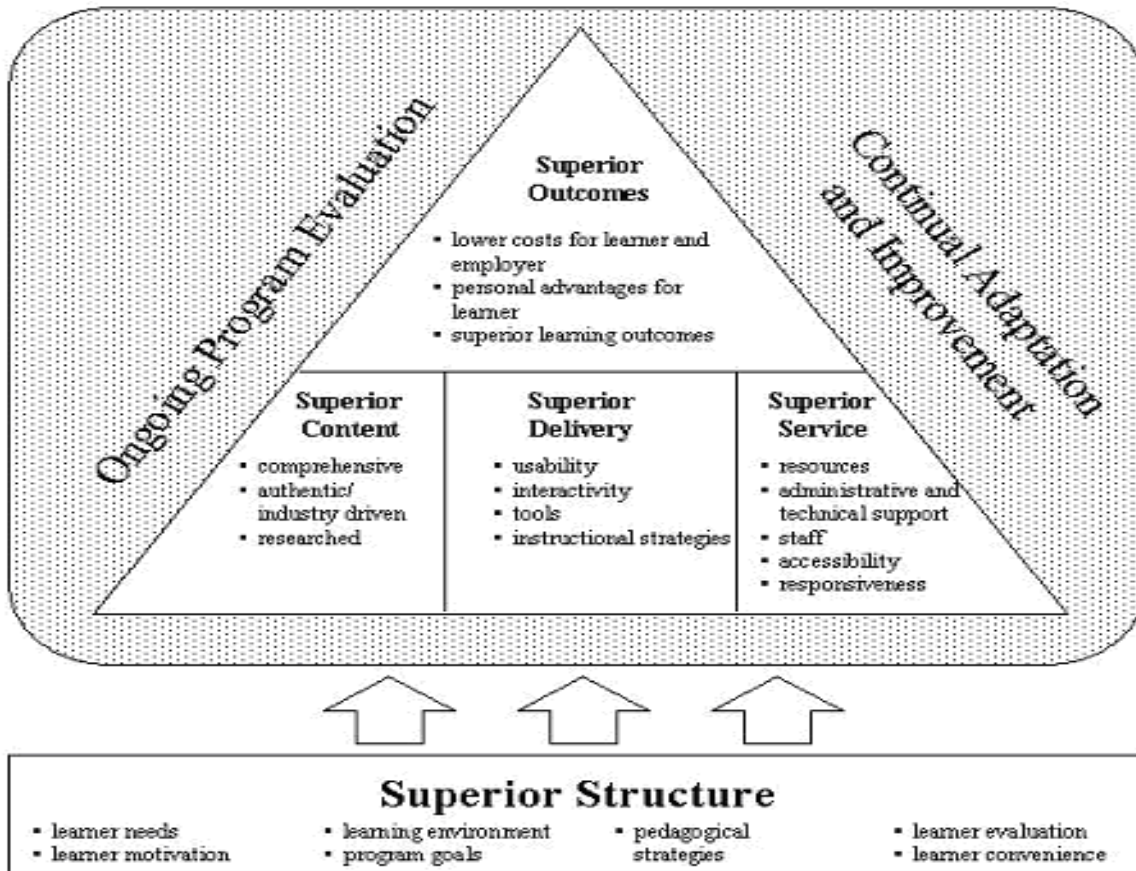 Ongoing Program Evaluation
Continual Adaptation
and Improvement
Superior
Outcomes
▪ lower costs for learner and
employer
▪ personal advantages for
learner
▪ superior learning outcomes
Superior
Content
▪ comprehensive
▪ authentic/
industry driven
▪ researched
Superior
Delivery
▪ usability
▪ interactivity
▪ tools
▪ instructional strategies
Superior
Service
▪ resources
▪ administrative and
technical support
▪ staff
▪ accessibility
▪ responsiveness
Superior Structure
▪ learner needs
▪ learner motivation
▪ learning environment
▪ program goals
▪ pedagogical
strategies
▪ learner evaluation
▪ learner convenience